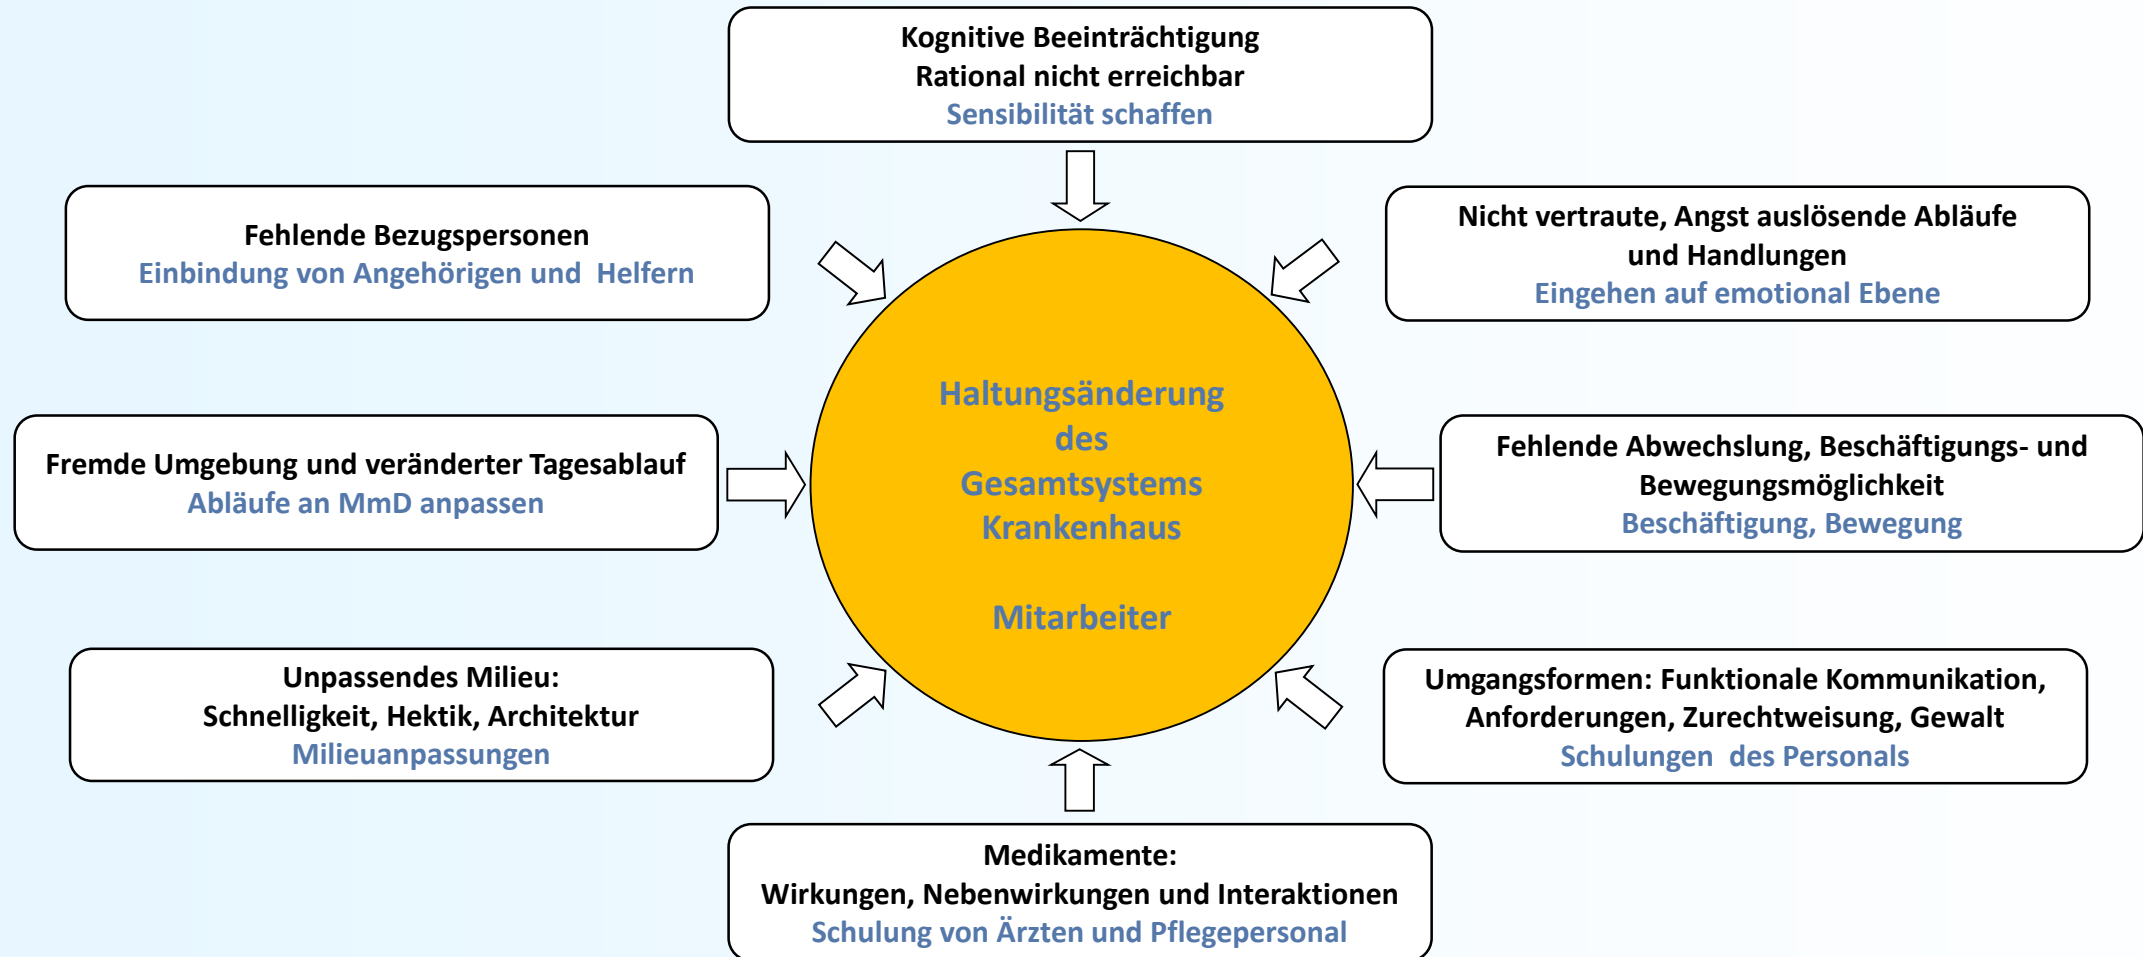 Kognitive Beeinträchtigung
Rational nicht erreichbar
Sensibilität schaffen
Fehlende Bezugspersonen
Einbindung von Angehörigen und  Helfern
Nicht vertraute, Angst auslösende Abläufe
und Handlungen
Eingehen auf emotional Ebene
Haltungsänderung
des
Gesamtsystems
Krankenhaus
Mitarbeiter
Fremde Umgebung und veränderter Tagesablauf
Abläufe an MmD anpassen
Fehlende Abwechslung, Beschäftigungs- und
Bewegungsmöglichkeit
Beschäftigung, Bewegung
Unpassendes Milieu:
Schnelligkeit, Hektik, Architektur
Milieuanpassungen
Umgangsformen: Funktionale Kommunikation,
Anforderungen, Zurechtweisung, Gewalt
Schulungen  des Personals
Medikamente:
Wirkungen, Nebenwirkungen und Interaktionen
Schulung von Ärzten und Pflegepersonal